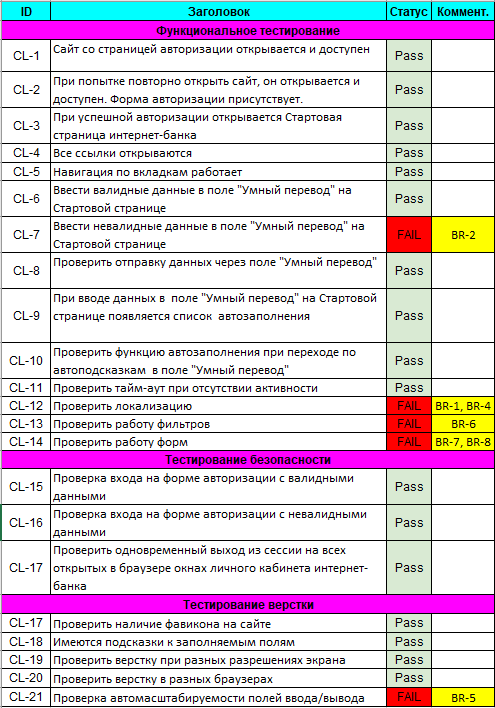 ID Заголовок Статус Коммент.
Функциональное тестирование
CL-1 Сайт со страницей авторизации открывается и доступен Pass
CL-2 При попытке повторно открыть сайт, он открывается и
доступен. Форма авторизации присутствует. Pass
CL-3 При успешной авторизации открывается Стартовая
страница интернет-банка Pass
CL-4 Все ссылки открываются Pass
CL-5 Навигация по вкладкам работает Pass
CL-6 Ввести валидные данные в поле "Умный перевод" на
Стартовой странице Pass
CL-7 Ввести невалидные данные в поле "Умный перевод" на
Стартовой странице FAIL BR-2
CL-8 Проверить отправку данных через поле "Умный перевод" Pass
CL-9 При вводе данных в поле "Умный перевод" на Стартовой
странице появляется список автозаполнения Pass
CL-10 Проверить функцию автозаполнения при переходе по
автоподсказкам в поле "Умный перевод" Pass
CL-11 Проверить тайм-аут при отсутствии активности Pass
CL-12 Проверить локализацию FAIL BR-1, BR-4
CL-13 Проверить работу фильтров FAIL BR-6
CL-14 Проверить работу форм FAIL BR-7, BR-8
Тестирование безопасности
CL-15 Проверка входа на форме авторизации с валидными
данными Pass
CL-16 Проверка входа на форме авторизации с невалидными
данными Pass
CL-17 Проверить одновременный выход из сессии на всех
открытых в браузере окнах личного кабинета интернет-
банка Pass
Тестирование верстки
CL-17 Проверить наличие фавикона на сайте Pass
CL-18 Имеются подсказки к заполняемым полям Pass
CL-19 Проверить верстку при разных разрешениях экрана Pass
CL-20 Проверить верстку в разных браузерах Pass
CL-21 Проверка автомасштабируемости полей ввода/вывода FAIL BR-5